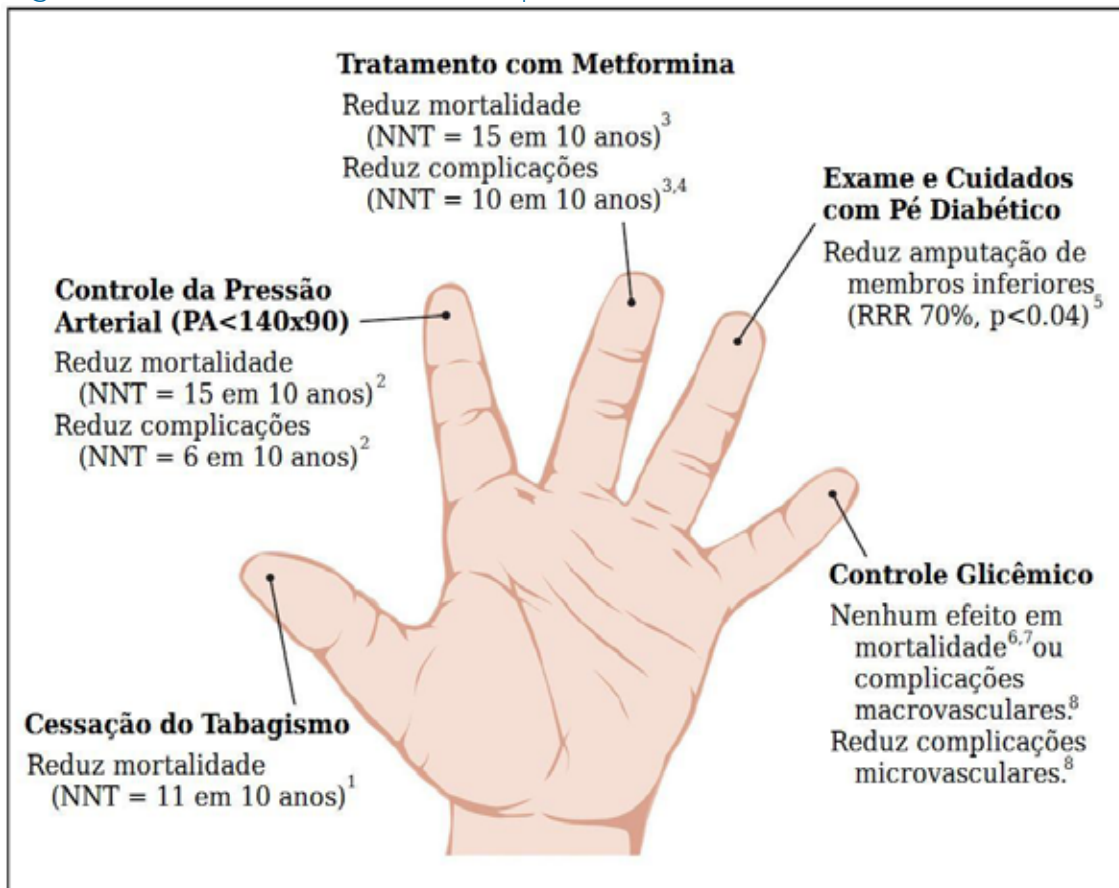 Tratamento com Metformina
Reduz mortalidade
(NNT = 15 em 10 anos)3
Reduz complicações
(NNT = 10 em 10 anos)3,4
Exame e Cuidados
com Pé Diabético
Reduz amputação de
membros inferiores
(RRR 70%, p<0.04)5
Controle da Pressão
Arterial (PA<140x90)
Reduz mortalidade
(NNT = 15 em 10 anos)2
Reduz complicações
(NNT = 6 em 10 anos)2
Controle Glicêmico
Nenhum efeito em
mortalidade6,7ou
complicações
macrovasculares.8
Reduz complicações
microvasculares.8
Cessação do Tabagismo
Reduz mortalidade
(NNT = 11 em 10 anos)1